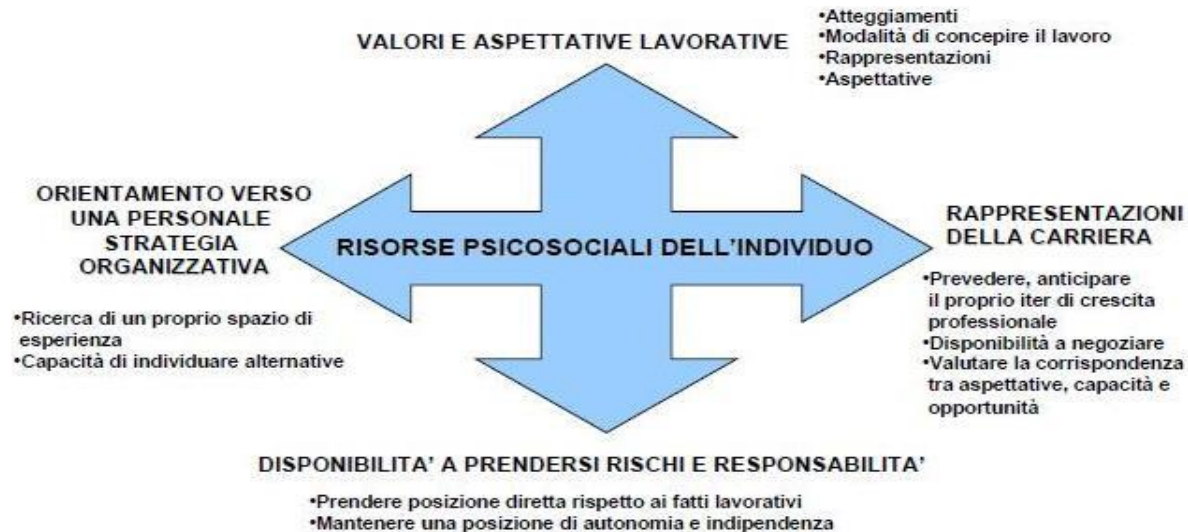 VALORI E ASPETTATIVE LAVORATIVE
•Atteggiamenti
•Modalità di concepire il lavoro
•Rappresentazioni
•Aspettative
ORIENTAMENTO VERSO
UNA PERSONALE
STRATEGIA
ORGANIZZATIVA
•Ricerca di un proprio spazio di
esperienza
•Capacità di individuare alternative
RISORSE PSICOSOCIALI DELL'INDIVIDUO
RAPPRESENTAZIONI
DELLA CARRIERA
•Prevedere, anticipare
il proprio iter di crescita
professionale
•Disponibilità a negoziare
•Valutare la corrispondenza
tra aspettative, capacità e
opportunità
DISPONIBILITA' A PRENDERSI RISCHI E RESPONSABILITA'
•Prendere posizione diretta rispetto ai fatti lavorativi
•Mantenere una posizione di autonomia e indipendenza